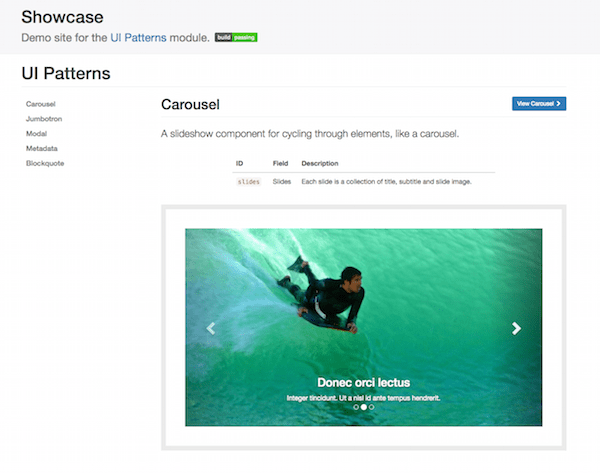 Showcase
Demo site for the UI Patterns module. build passing
UI Patterns
Carousel
Jumbotron
Modal
Metadata
Blockquote
Carousel
View Carousel
A slideshow component for cycling through elements, like a carousel.
ID Field Description
slides Slides Each slide is a collection of title, subtitle and slide image.
Donec orci lectus
Integer tincidunt. Ut a nisl id ante tempus hendrerit.